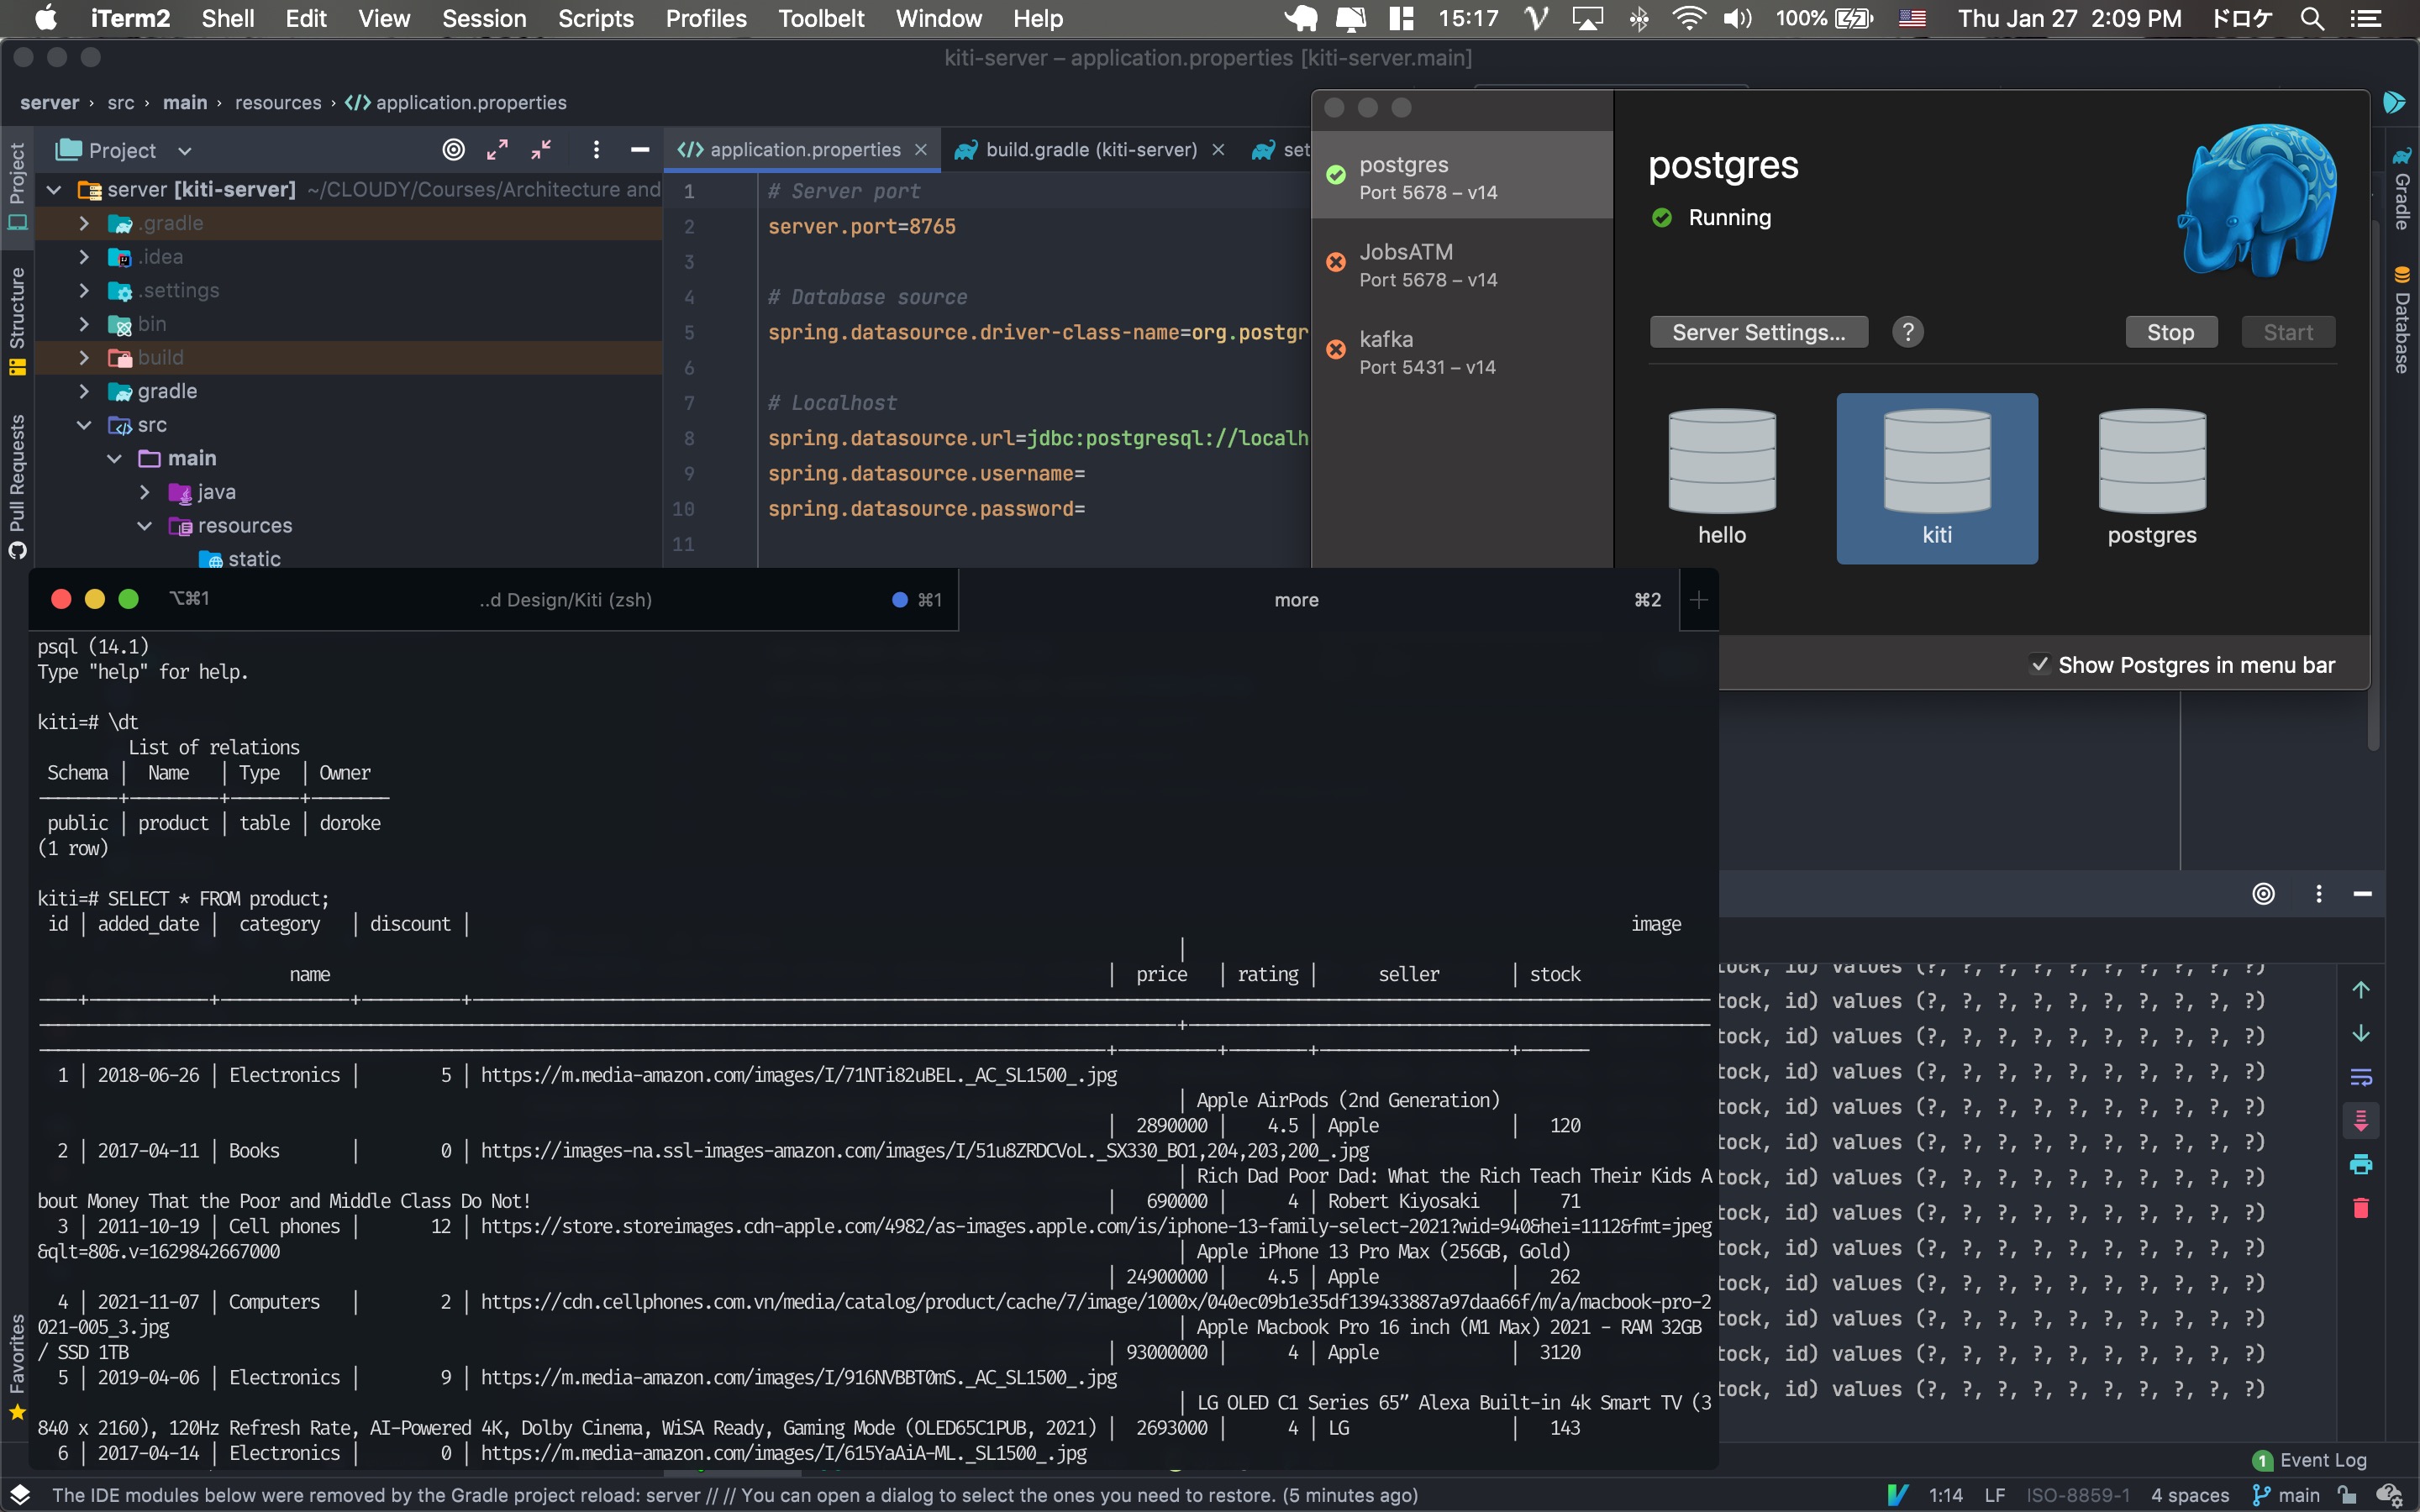 iTerm2 Shell Edit View Session Scripts Profiles Toolbelt Window Help 15:17 100% Thu Jan 27 2:09 PM ドロケ
kiti-server – application.properties [kiti-server.main]
server › src › main › resources › application.properties
Project
Structure
Pull Requests
Favorites
Project
server [kiti-server] ~/CLOUDY/Courses/Architecture and
.gradle
.idea
.settings
bin
build
gradle
src
main
java
resources
static
application.properties build.gradle (kiti-server) set
1 # Server port
2 server.port=8765
3
4 # Database source
5 spring.datasource.driver-class-name=org.postgr
6
7 # Localhost
8 spring.datasource.url=jdbc:postgresql://localh
9 spring.datasource.username=
10 spring.datasource.password=
11
postgres
Port 5678 – v14
JobsATM
Port 5678 – v14
kafka
Port 5431 – v14
postgres
Running
Server Settings... ? Stop Start
hello kiti postgres
Show Postgres in menu bar
Gradle
Database
⌥⌘1 ..d Design/Kiti (zsh) ⌘1 more ⌘2
psql (14.1)
Type "help" for help.
kiti=# \dt
List of relations
Schema | Name | Type | Owner
--------+---------+-------+--------
public | product | table | doroke
(1 row)
kiti=# SELECT * FROM product;
id | added_date | category | discount | image
|
name | price | rating | seller | stock
1 | 2018-06-26 | Electronics | 5 | https://m.media-amazon.com/images/I/71NTi82uBEL._AC_SL1500_.jpg
| Apple AirPods (2nd Generation)
| 2890000 | 4.5 | Apple | 120
2 | 2017-04-11 | Books | 0 | https://images-na.ssl-images-amazon.com/images/I/51u8ZRDCVoL._SX330_BO1,204,203,200_.jpg
| Rich Dad Poor Dad: What the Rich Teach Their Kids A
bout Money That the Poor and Middle Class Do Not! | 690000 | 4 | Robert Kiyosaki | 71
3 | 2011-10-19 | Cell phones | 12 | https://store.storeimages.cdn-apple.com/4982/as-images.apple.com/is/iphone-13-family-select-2021?wid=940&hei=1112&fmt=jpeg
&qlt=80&.v=1629842667000 | Apple iPhone 13 Pro Max (256GB, Gold)
| 24900000 | 4.5 | Apple | 262
4 | 2021-11-07 | Computers | 2 | https://cdn.cellphones.com.vn/media/catalog/product/cache/7/image/1000x/040ec09b1e35df139433887a97daa66f/m/a/macbook-pro-2
021-005_3.jpg | Apple Macbook Pro 16 inch (M1 Max) 2021 - RAM 32GB
/ SSD 1TB | 93000000 | 4 | Apple | 3120
5 | 2019-04-06 | Electronics | 9 | https://m.media-amazon.com/images/I/916NVBBT0mS._AC_SL1500_.jpg
| LG OLED C1 Series 65” Alexa Built-in 4k Smart TV (3
840 x 2160), 120Hz Refresh Rate, AI-Powered 4K, Dolby Cinema, WiSA Ready, Gaming Mode (OLED65C1PUB, 2021) | 2693000 | 4 | LG | 143
6 | 2017-04-14 | Electronics | 0 | https://m.media-amazon.com/images/I/615YaAiA-ML._SL1500_.jpg
tock, id) values (?, ?, ?, ?, ?, ?, ?, ?, ?, ?)
tock, id) values (?, ?, ?, ?, ?, ?, ?, ?, ?, ?)
tock, id) values (?, ?, ?, ?, ?, ?, ?, ?, ?, ?)
tock, id) values (?, ?, ?, ?, ?, ?, ?, ?, ?, ?)
tock, id) values (?, ?, ?, ?, ?, ?, ?, ?, ?, ?)
tock, id) values (?, ?, ?, ?, ?, ?, ?, ?, ?, ?)
tock, id) values (?, ?, ?, ?, ?, ?, ?, ?, ?, ?)
tock, id) values (?, ?, ?, ?, ?, ?, ?, ?, ?, ?)
tock, id) values (?, ?, ?, ?, ?, ?, ?, ?, ?, ?)
tock, id) values (?, ?, ?, ?, ?, ?, ?, ?, ?, ?)
tock, id) values (?, ?, ?, ?, ?, ?, ?, ?, ?, ?)
tock, id) values (?, ?, ?, ?, ?, ?, ?, ?, ?, ?)
tock, id) values (?, ?, ?, ?, ?, ?, ?, ?, ?, ?)
1 Event Log
The IDE modules below were removed by the Gradle project reload: server // // You can open a dialog to select the ones you need to restore. (5 minutes ago) 1:14 LF ISO-8859-1 4 spaces main